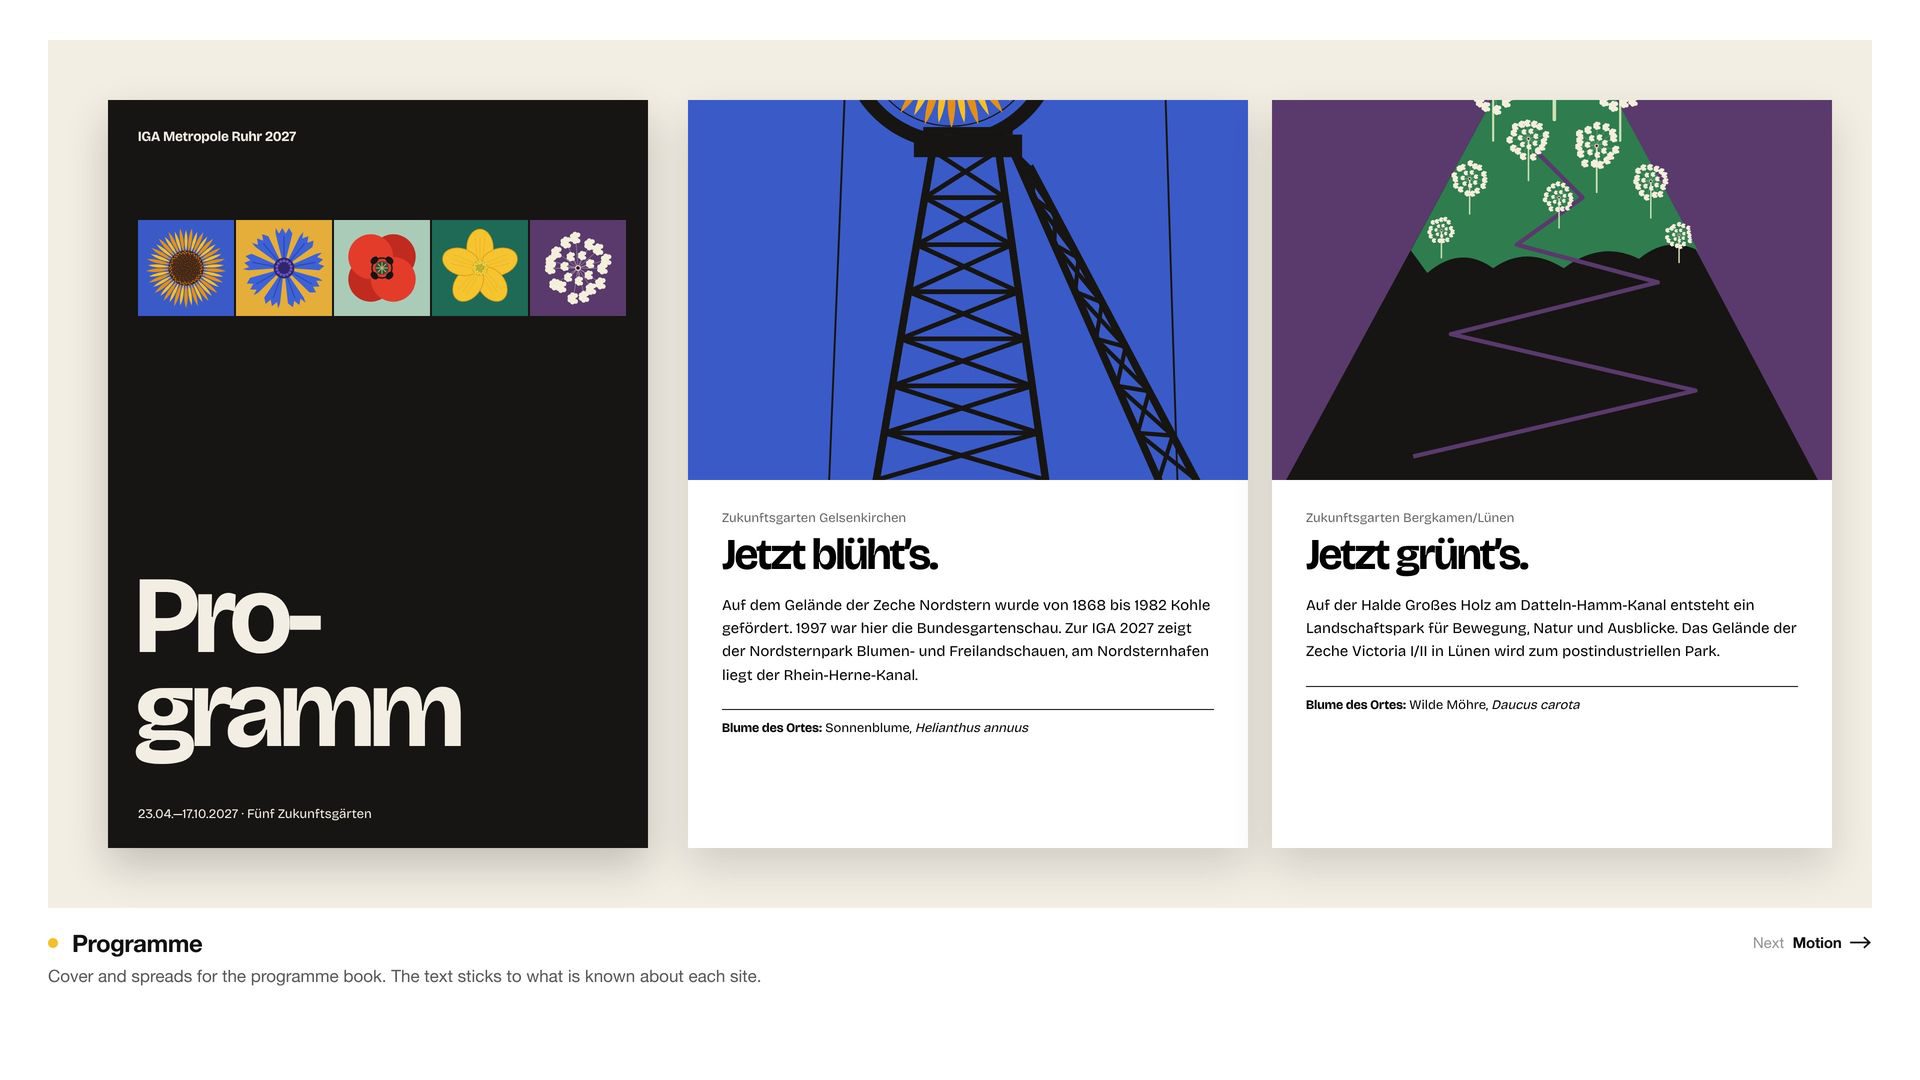 IGA Metropole Ruhr 2027
Pro-
gramm
23.04.—17.10.2027 · Fünf Zukunftsgärten
Zukunftsgarten Gelsenkirchen
Jetzt blüht’s.
Auf dem Gelände der Zeche Nordstern wurde von 1868 bis 1982 Kohle
gefördert. 1997 war hier die Bundesgartenschau. Zur IGA 2027 zeigt
der Nordsternpark Blumen- und Freilandschauen, am Nordsternhafen
liegt der Rhein-Herne-Kanal.
Blume des Ortes: Sonnenblume, Helianthus annuus
Zukunftsgarten Bergkamen/Lünen
Jetzt grünt’s.
Auf der Halde Großes Holz am Datteln-Hamm-Kanal entsteht ein
Landschaftspark für Bewegung, Natur und Ausblicke. Das Gelände der
Zeche Victoria I/II in Lünen wird zum postindustriellen Park.
Blume des Ortes: Wilde Möhre, Daucus carota
Programme
Cover and spreads for the programme book. The text sticks to what is known about each site.
Next Motion →